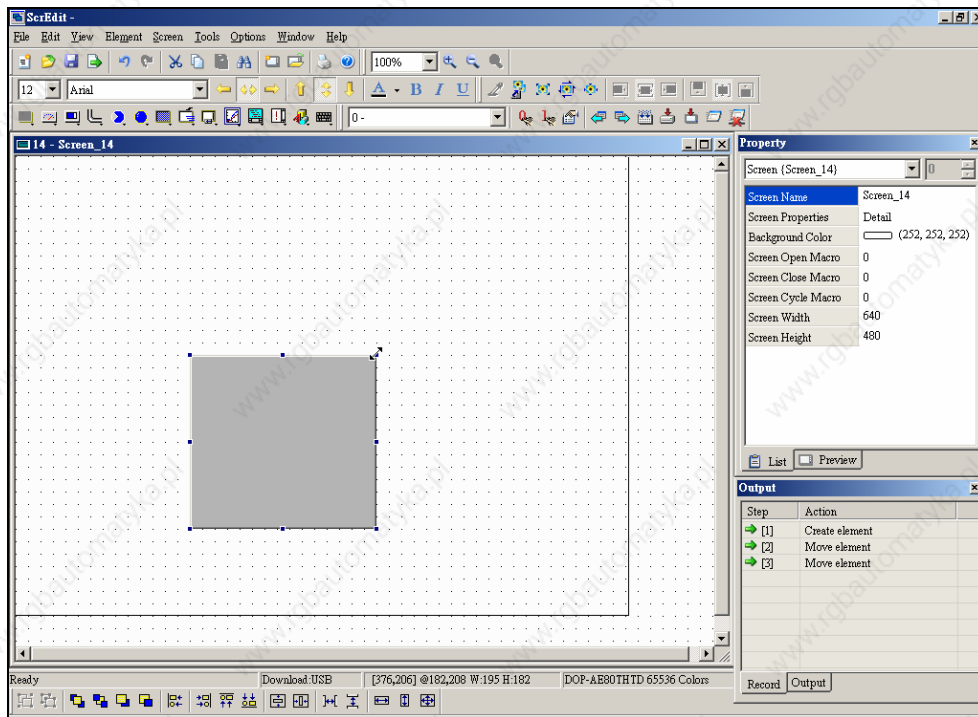 ScrEdit -
File Edit View Element Screen Tools Options Window Help
100%
12 Arial A B I U
0 -
14 - Screen_14
Property
Screen {Screen_14} 0
Screen Name Screen_14
Screen Properties Detail
Background Color (252, 252, 252)
Screen Open Macro 0
Screen Close Macro 0
Screen Cycle Macro 0
Screen Width 640
Screen Height 480
List Preview
Output
Step Action
[1] Create element
[2] Move element
[3] Move element
Record Output
Ready Download:USB [376,206] @182,208 W:195 H:182 DOP-AE80THTD 65536 Colors
www.rgbautomatyka.pl